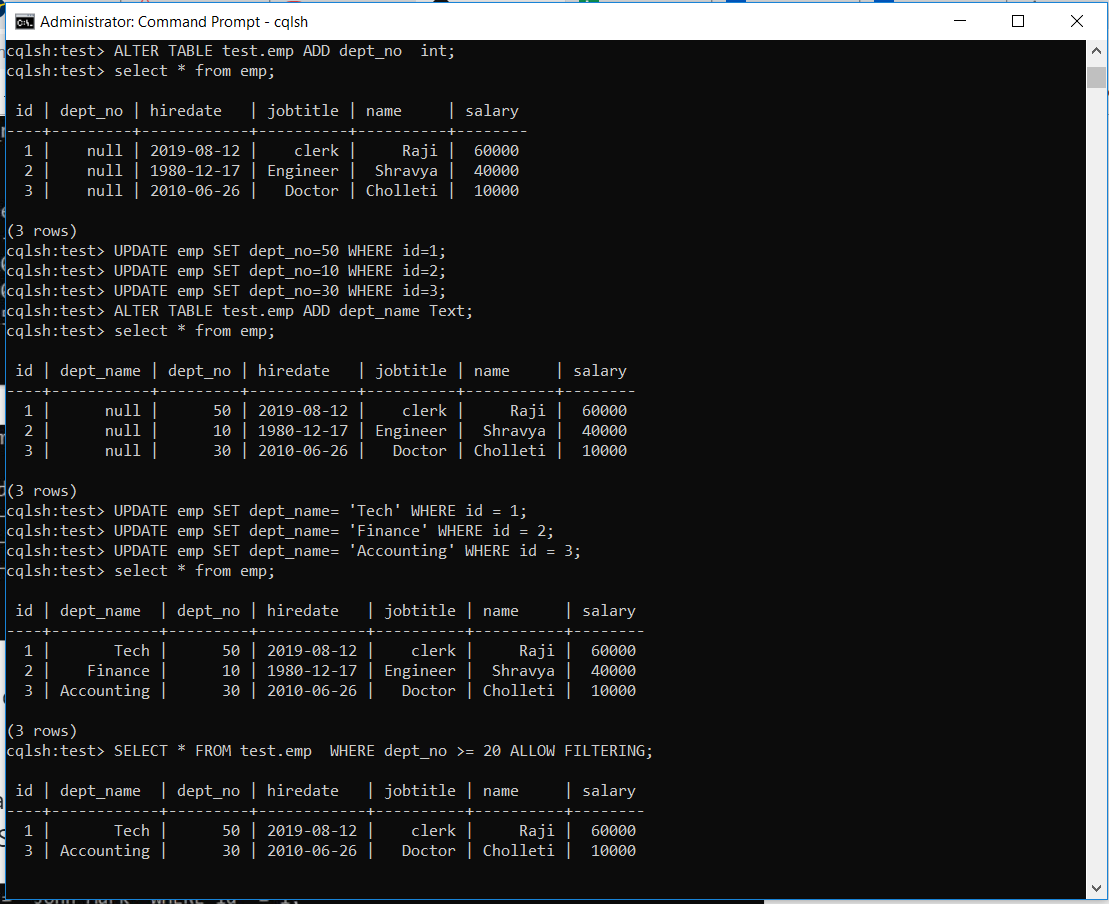 Administrator: Command Prompt - cqlsh
cqlsh:test> ALTER TABLE test.emp ADD dept_no  int;
cqlsh:test> select * from emp;
 id | dept_no | hiredate   | jobtitle | name     | salary
----+---------+------------+----------+----------+--------
  1 |    null | 2019-08-12 |    clerk |     Raji |  60000
  2 |    null | 1980-12-17 | Engineer |  Shravya |  40000
  3 |    null | 2010-06-26 |   Doctor | Cholleti |  10000
(3 rows)
cqlsh:test> UPDATE emp SET dept_no=50 WHERE id=1;
cqlsh:test> UPDATE emp SET dept_no=10 WHERE id=2;
cqlsh:test> UPDATE emp SET dept_no=30 WHERE id=3;
cqlsh:test> ALTER TABLE test.emp ADD dept_name Text;
cqlsh:test> select * from emp;
 id | dept_name | dept_no | hiredate   | jobtitle | name     | salary
----+-----------+---------+------------+----------+----------+--------
  1 |      null |      50 | 2019-08-12 |    clerk |     Raji |  60000
  2 |      null |      10 | 1980-12-17 | Engineer |  Shravya |  40000
  3 |      null |      30 | 2010-06-26 |   Doctor | Cholleti |  10000
(3 rows)
cqlsh:test> UPDATE emp SET dept_name= 'Tech' WHERE id = 1;
cqlsh:test> UPDATE emp SET dept_name= 'Finance' WHERE id = 2;
cqlsh:test> UPDATE emp SET dept_name= 'Accounting' WHERE id = 3;
cqlsh:test> select * from emp;
 id | dept_name  | dept_no | hiredate   | jobtitle | name     | salary
----+------------+---------+------------+----------+----------+--------
  1 |       Tech |      50 | 2019-08-12 |    clerk |     Raji |  60000
  2 |    Finance |      10 | 1980-12-17 | Engineer |  Shravya |  40000
  3 | Accounting |      30 | 2010-06-26 |   Doctor | Cholleti |  10000
(3 rows)
cqlsh:test> SELECT * FROM test.emp  WHERE dept_no >= 20 ALLOW FILTERING;
 id | dept_name  | dept_no | hiredate   | jobtitle | name     | salary
----+------------+---------+------------+----------+----------+--------
  1 |       Tech |      50 | 2019-08-12 |    clerk |     Raji |  60000
  3 | Accounting |      30 | 2010-06-26 |   Doctor | Cholleti |  10000